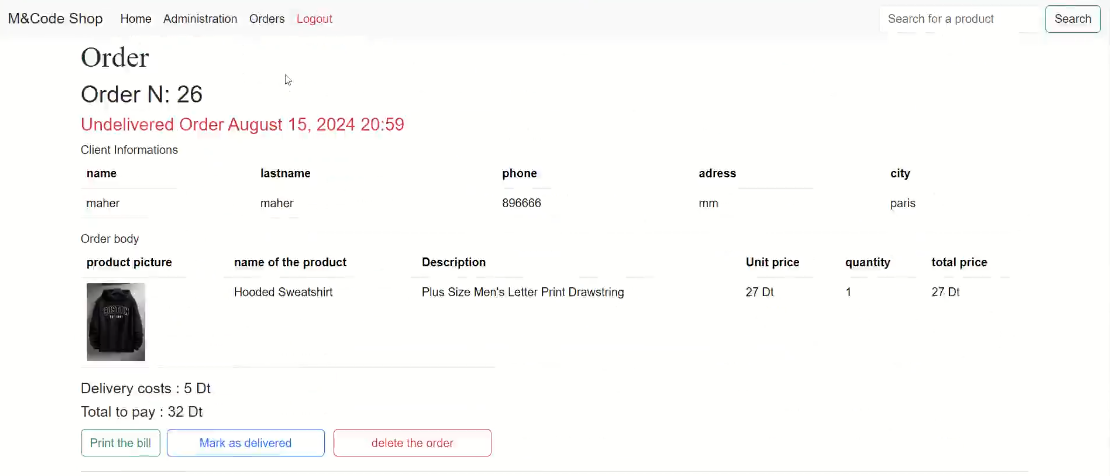 M&Code Shop Home Administration Orders Logout Search for a product Search
Order
Order N: 26
Undelivered Order August 15, 2024 20:59
Client Informations
name lastname phone adress city
maher maher 896666 mm paris
Order body
product picture name of the product Description Unit price quantity total price
Hooded Sweatshirt Plus Size Men's Letter Print Drawstring 27 Dt 1 27 Dt
BOSTON
Delivery costs : 5 Dt
Total to pay : 32 Dt
Print the bill Mark as delivered delete the order